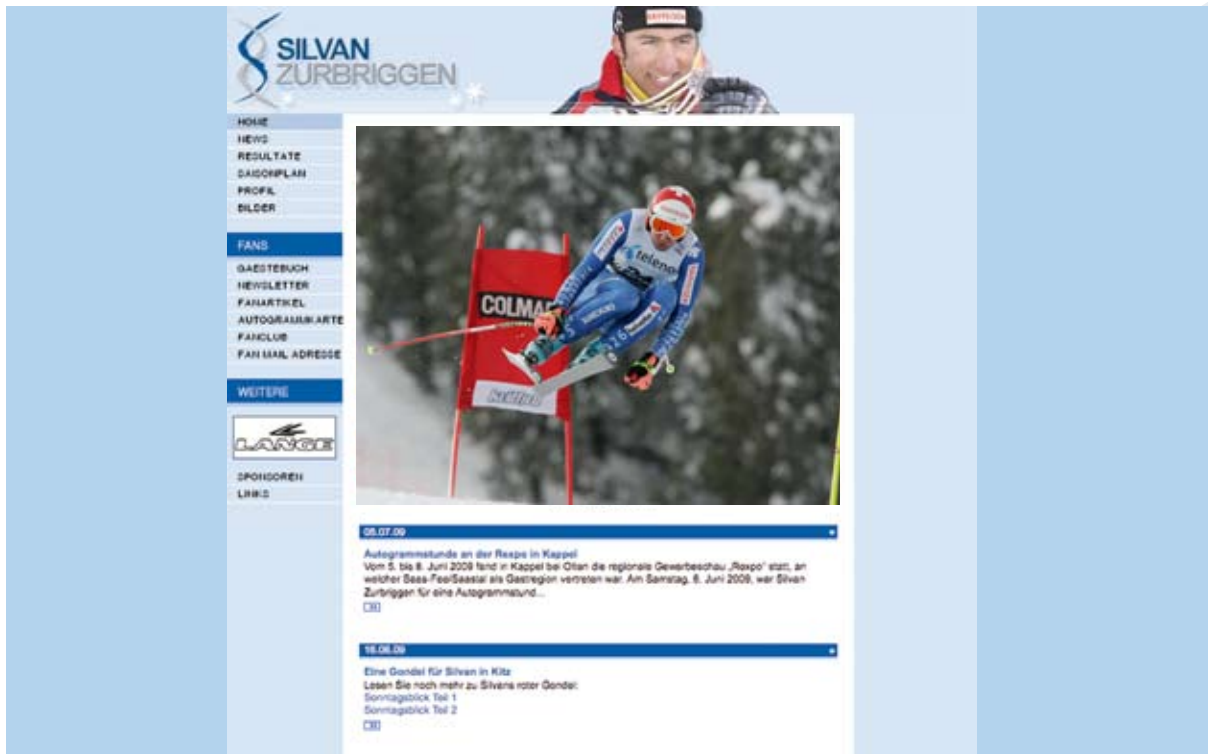 SILVAN
ZURBRIGGEN
HOME
NEWS
RESULTATE
SAISONPLAN
PROFIL
BILDER
FANS
GAESTEBUCH
NEWSLETTER
FANARTIKEL
AUTOGRAMMKARTE
FANCLUB
FAN MAIL ADRESSE
WEITERE
LANGE
SPONSOREN
LINKS
telenor
COLMAR
05.07.09
Autogrammstunde an der Rexpo in Kappel
Vom 5. bis 8. Juni 2009 fand in Kappel bei Olten die regionale Gewerbeschau „Rexpo" statt, an
welcher Saas-Fee/Saastal als Gastregion vertreten war. Am Samstag, 6. Juni 2009, war Silvan
Zurbriggen für eine Autogrammstund...
16.06.09
Eine Gondel für Silvan in Kitz
Lesen Sie noch mehr zu Silvans roter Gondel:
Sonntagsblick Teil 1
Sonntagsblick Teil 2